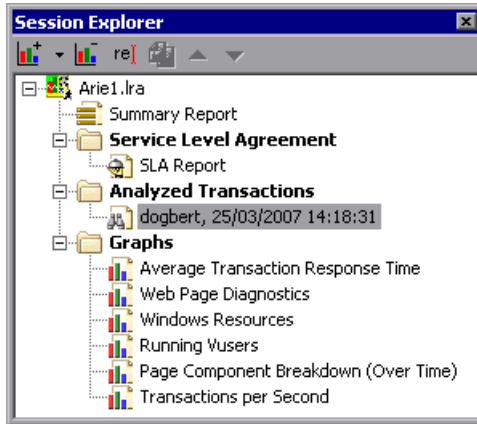 Session Explorer
re
Arie1.lra
Summary Report
Service Level Agreement
SLA Report
Analyzed Transactions
dogbert, 25/03/2007 14:18:31
Graphs
Average Transaction Response Time
Web Page Diagnostics
Windows Resources
Running Vusers
Page Component Breakdown (Over Time)
Transactions per Second